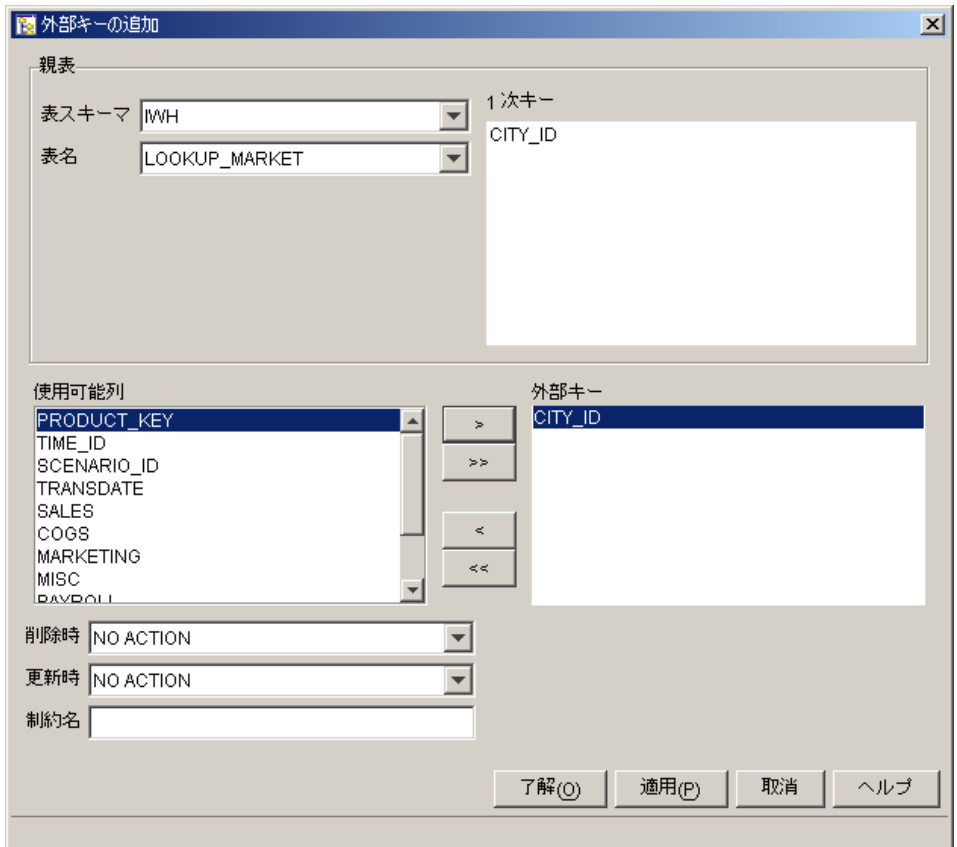 外部キーの追加
親表
表スキーマ IWH
表名 LOOKUP_MARKET
1 次キー
CITY_ID
使用可能列
PRODUCT_KEY
TIME_ID
SCENARIO_ID
TRANSDATE
SALES
COGS
MARKETING
MISC
PAYROLL
>
>>
<
<<
外部キー
CITY_ID
削除時 NO ACTION
更新時 NO ACTION
制約名
了解(O) 適用(P) 取消 ヘルプ